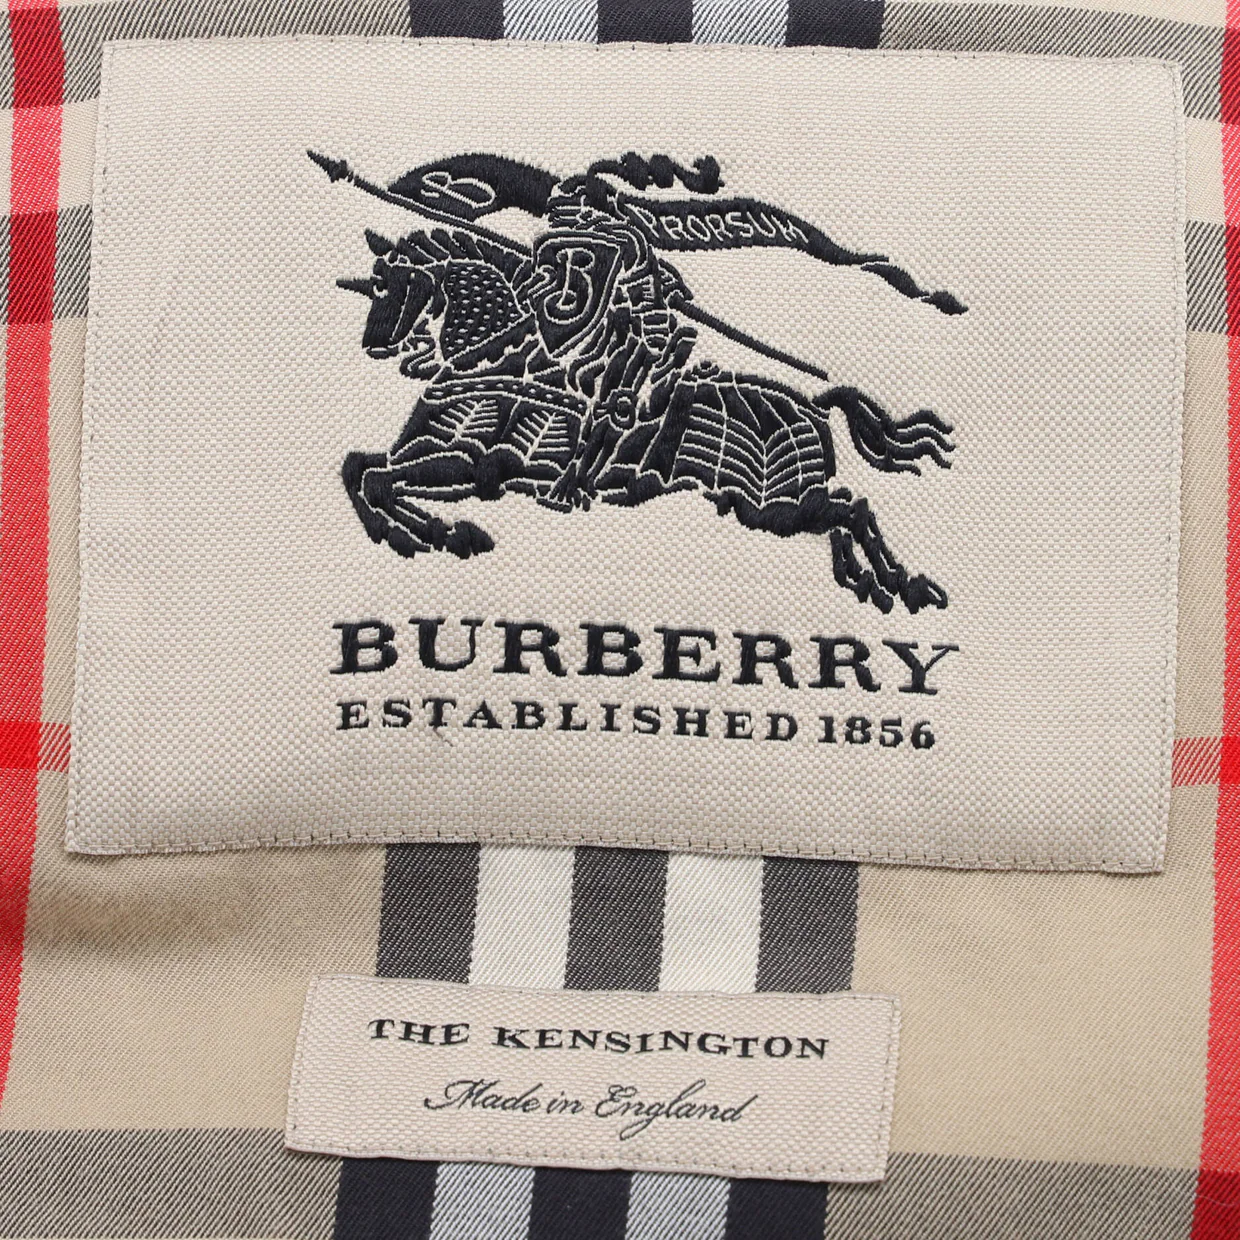 B
PRORSUM
B
BURBERRY
ESTABLISHED 1856
THE KENSINGTON
Made in England